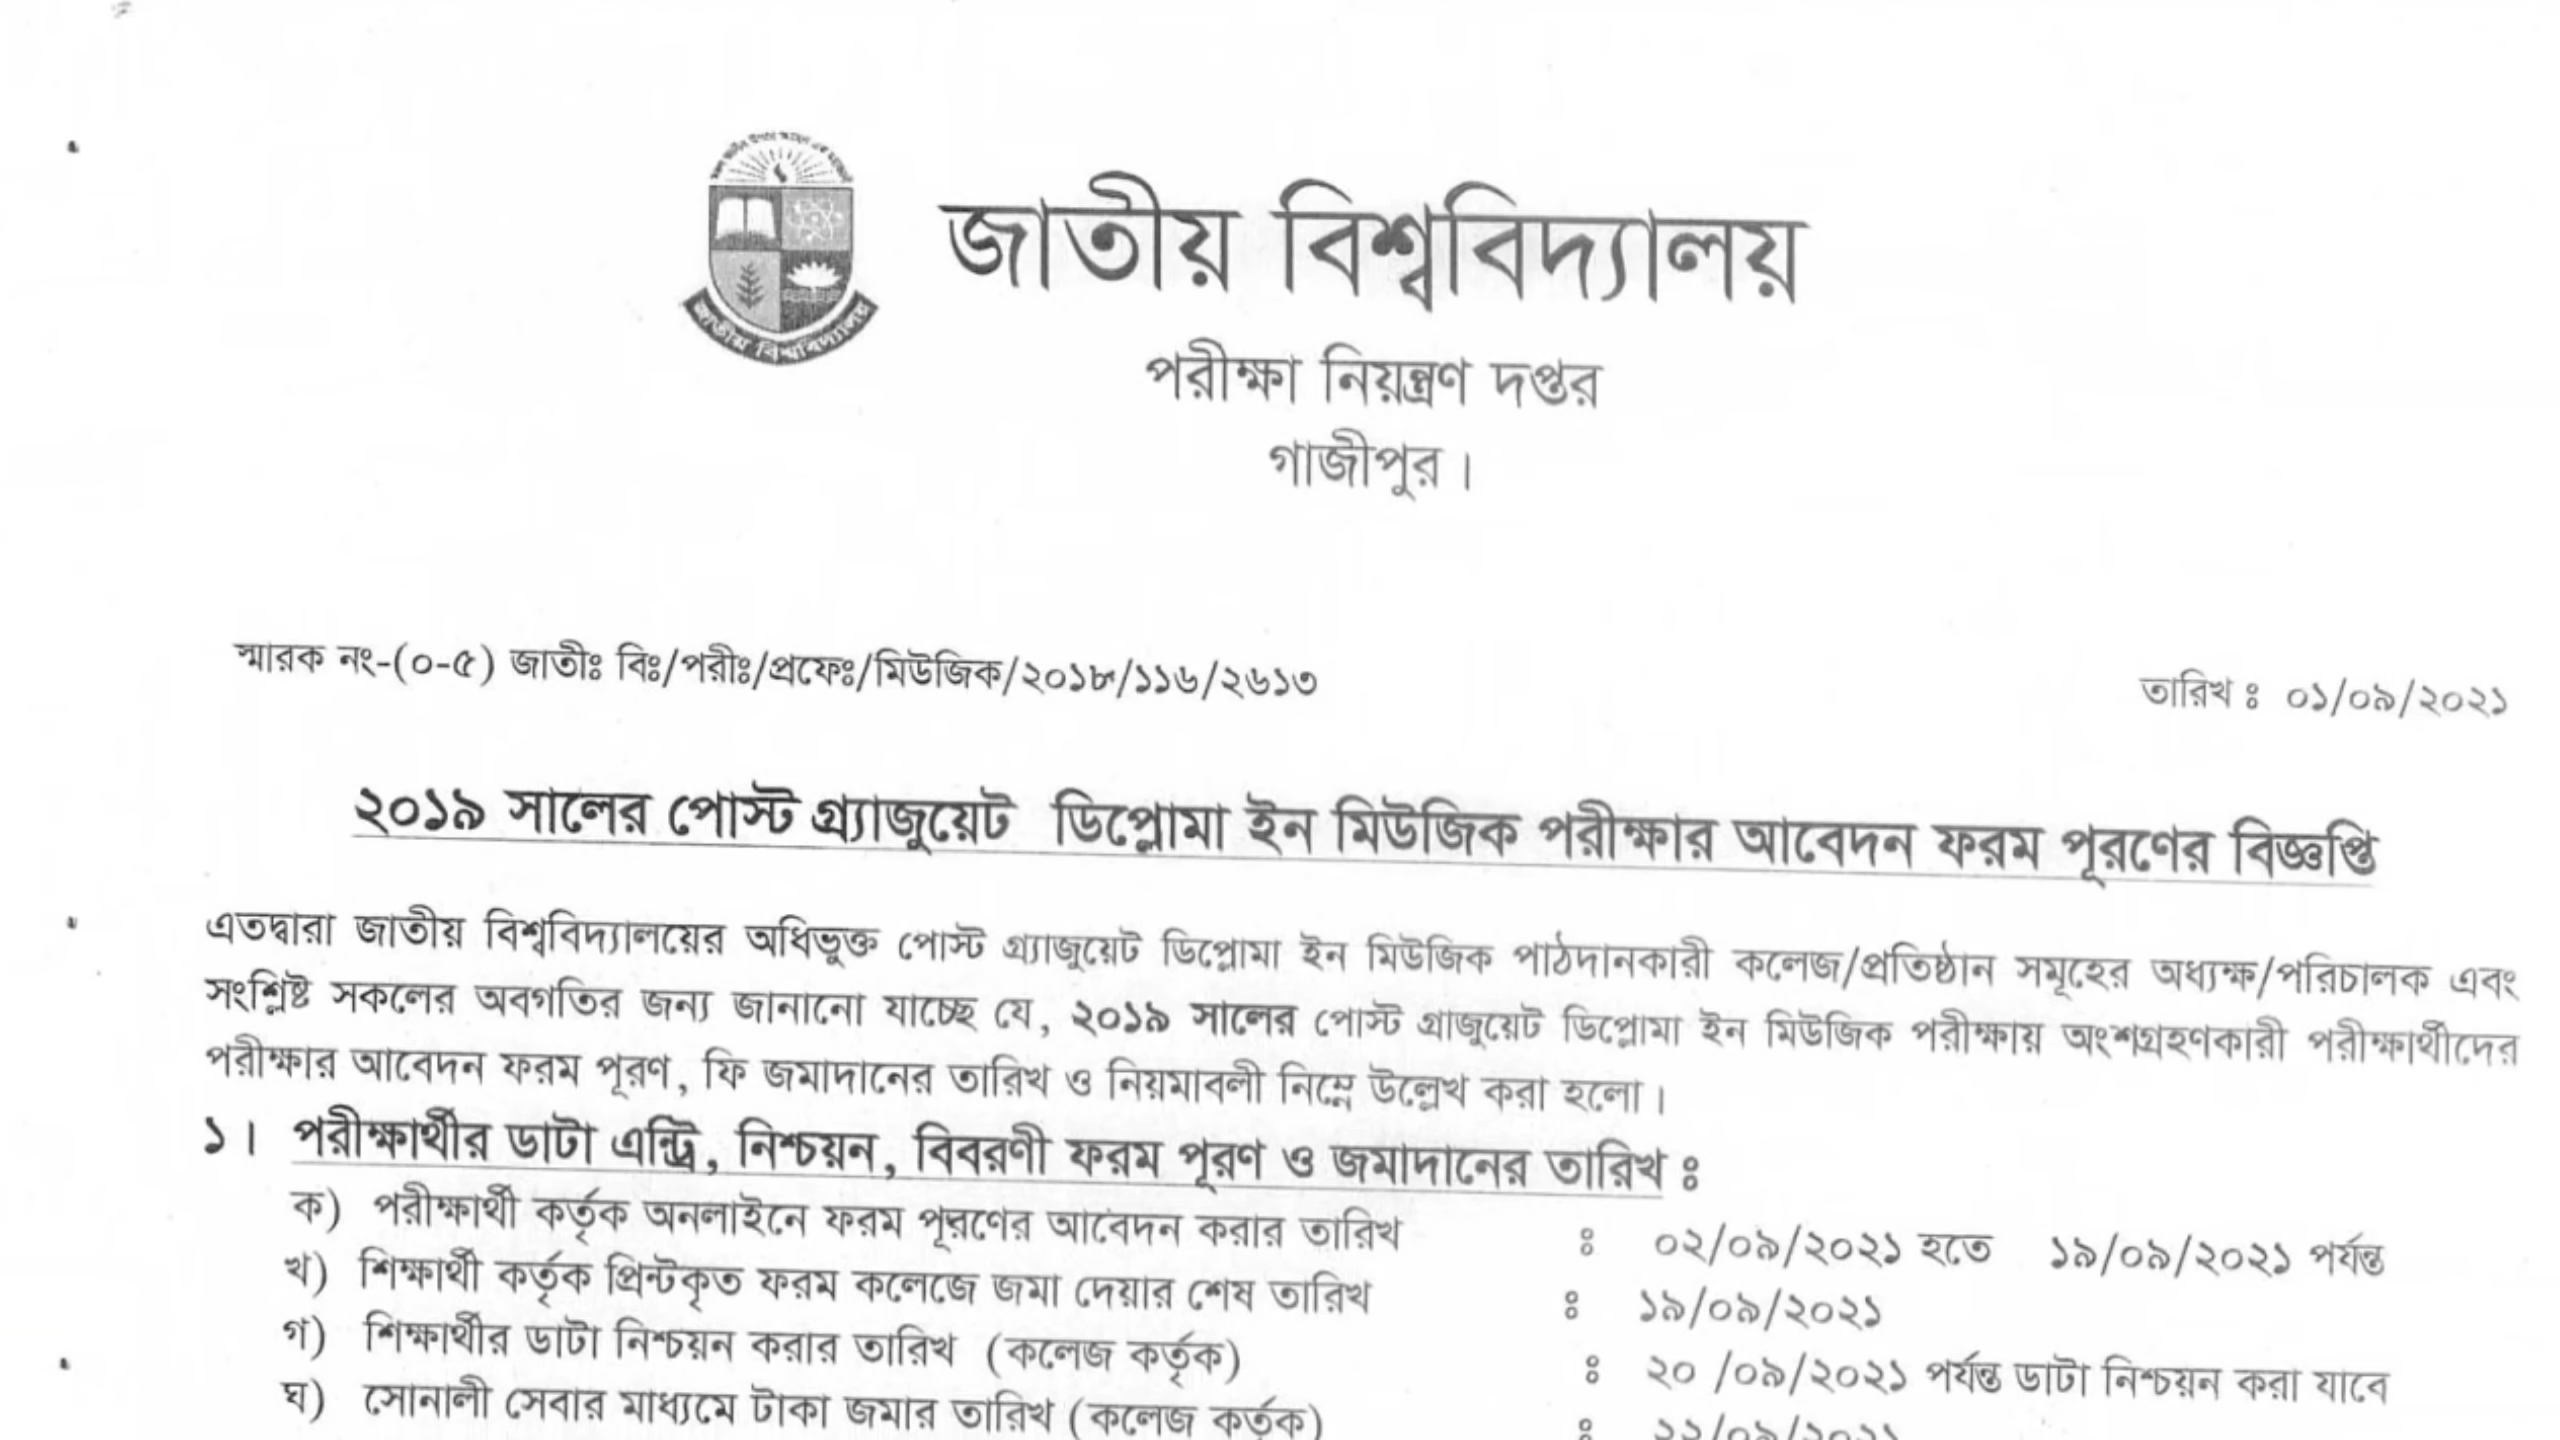 জাতীয় বিশ্ববিদ্যালয়
জাতীয় বিশ্ববিদ্যালয়
পরীক্ষা নিয়ন্ত্রণ দপ্তর
গাজীপুর।
স্মারক নং-(০-৫) জাতীঃ বিঃ/পরীঃ/প্রফেঃ/মিউজিক/২০১৮/১১৬/২৬১৩
তারিখ ঃ ০১/০৯/২০২১
২০১৯ সালের পোস্ট গ্র্যাজুয়েট ডিপ্লোমা ইন মিউজিক পরীক্ষার আবেদন ফরম পূরণের বিজ্ঞপ্তি
এতদ্বারা জাতীয় বিশ্ববিদ্যালয়ের অধিভুক্ত পোস্ট গ্র্যাজুয়েট ডিপ্লোমা ইন মিউজিক পাঠদানকারী কলেজ/প্রতিষ্ঠান সমূহের অধ্যক্ষ/পরিচালক এবং
সংশ্লিষ্ট সকলের অবগতির জন্য জানানো যাচ্ছে যে, ২০১৯ সালের পোস্ট গ্রাজুয়েট ডিপ্লোমা ইন মিউজিক পরীক্ষায় অংশগ্রহণকারী পরীক্ষার্থীদের
পরীক্ষার আবেদন ফরম পূরণ, ফি জমাদানের তারিখ ও নিয়মাবলী নিম্নে উল্লেখ করা হলো।
১। পরীক্ষার্থীর ডাটা এন্ট্রি, নিশ্চয়ন, বিবরণী ফরম পূরণ ও জমাদানের তারিখ ঃ
ক) পরীক্ষার্থী কর্তৃক অনলাইনে ফরম পূরণের আবেদন করার তারিখ ঃ ০২/০৯/২০২১ হতে ১৯/০৯/২০২১ পর্যন্ত
খ) শিক্ষার্থী কর্তৃক প্রিন্টকৃত ফরম কলেজে জমা দেয়ার শেষ তারিখ ঃ ১৯/০৯/২০২১
গ) শিক্ষার্থীর ডাটা নিশ্চয়ন করার তারিখ (কলেজ কর্তৃক) ঃ ২০ /০৯/২০২১ পর্যন্ত ডাটা নিশ্চয়ন করা যাবে
ঘ) সোনালী সেবার মাধ্যমে টাকা জমার তারিখ (কলেজ কর্তৃক) ঃ ২২/০৯/২০২১